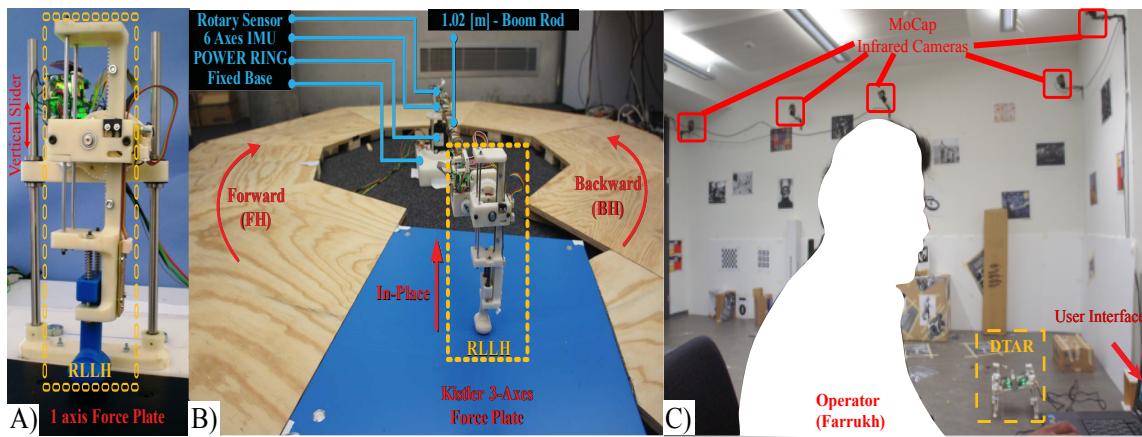 Vertical Slider
RLLH
A)
1 axis Force Plate
Rotary Sensor
6 Axes IMU
POWER RING
Fixed Base
1.02 [m] - Boom Rod
Forward
(FH)
Backward
(BH)
In-Place
RLLH
Kistler 3-Axes
Force Plate
B)
MoCap
Infrared Cameras
User Interface
DTAR
Operator
(Farrukh)
C)